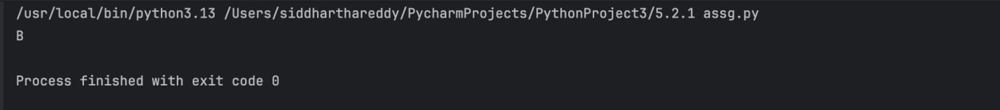 /usr/local/bin/python3.13 /Users/siddharthareddy/PycharmProjects/PythonProject3/5.2.1 assg.py
B
Process finished with exit code 0